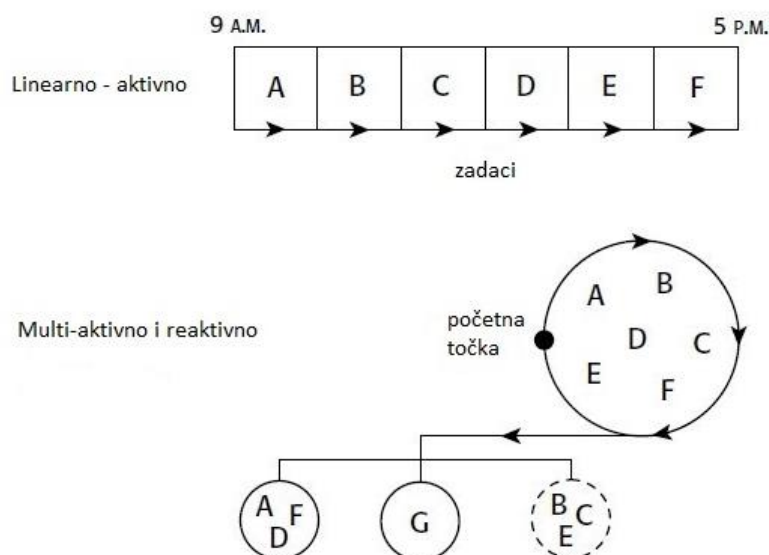 9 A.M. 5 P.M.
Linearno - aktivno
A B C D E F
zadaci
A B
početna
točka
Multi-aktivno i reaktivno
D C
E F
A F D
G
B C E